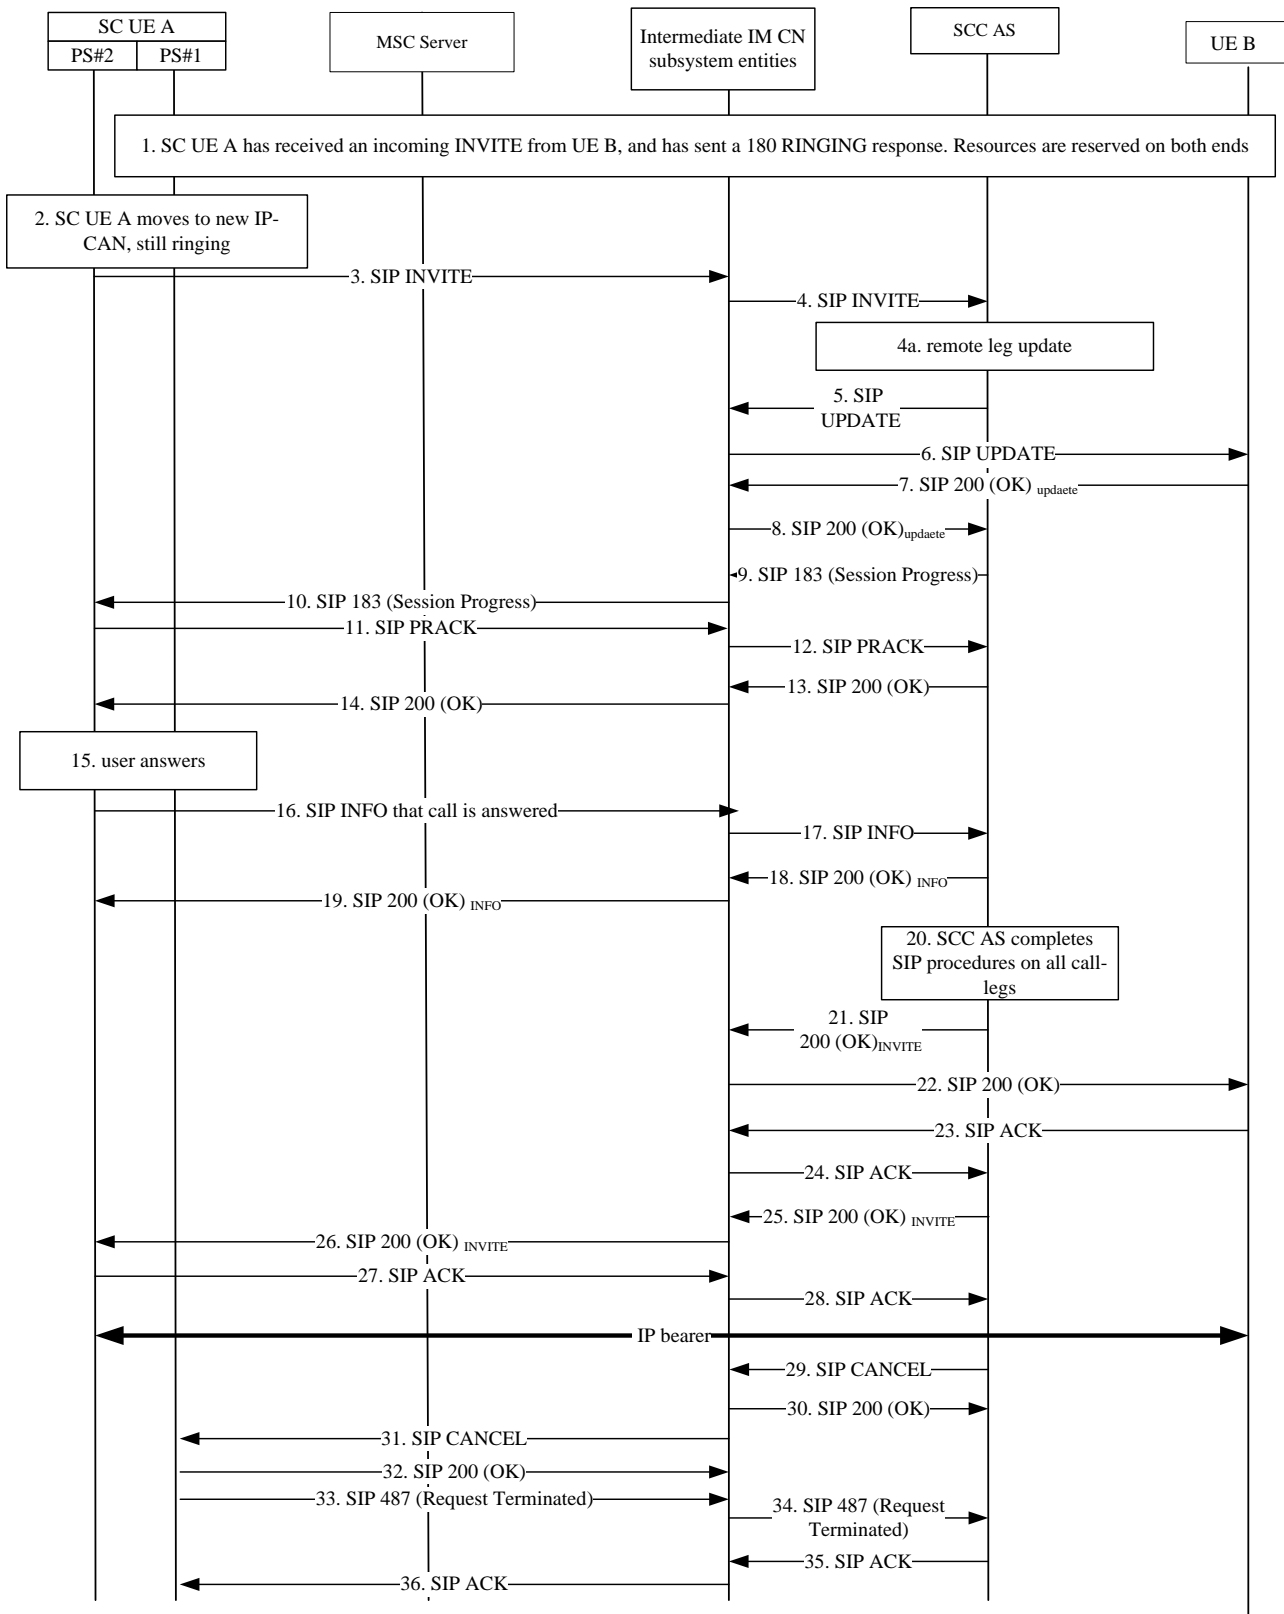 SC UE A
PS#2
PS#1
MSC Server
Intermediate IM CN
subsystem entities
SCC AS
UE B
1. SC UE A has received an incoming INVITE from UE B, and has sent a 180 RINGING response. Resources are reserved on both ends
2. SC UE A moves to new IP-
CAN, still ringing
3. SIP INVITE
4. SIP INVITE
4a. remote leg update
5. SIP
UPDATE
6. SIP UPDATE
7. SIP 200 (OK) updaete
8. SIP 200 (OK)updaete
9. SIP 183 (Session Progress)
10. SIP 183 (Session Progress)
11. SIP PRACK
12. SIP PRACK
13. SIP 200 (OK)
14. SIP 200 (OK)
15. user answers
16. SIP INFO that call is answered
17. SIP INFO
18. SIP 200 (OK) INFO
19. SIP 200 (OK) INFO
20. SCC AS completes
SIP procedures on all call-
legs
21. SIP
200 (OK)INVITE
22. SIP 200 (OK)
23. SIP ACK
24. SIP ACK
25. SIP 200 (OK) INVITE
26. SIP 200 (OK) INVITE
27. SIP ACK
28. SIP ACK
IP bearer
29. SIP CANCEL
30. SIP 200 (OK)
31. SIP CANCEL
32. SIP 200 (OK)
33. SIP 487 (Request Terminated)
34. SIP 487 (Request
Terminated)
35. SIP ACK
36. SIP ACK